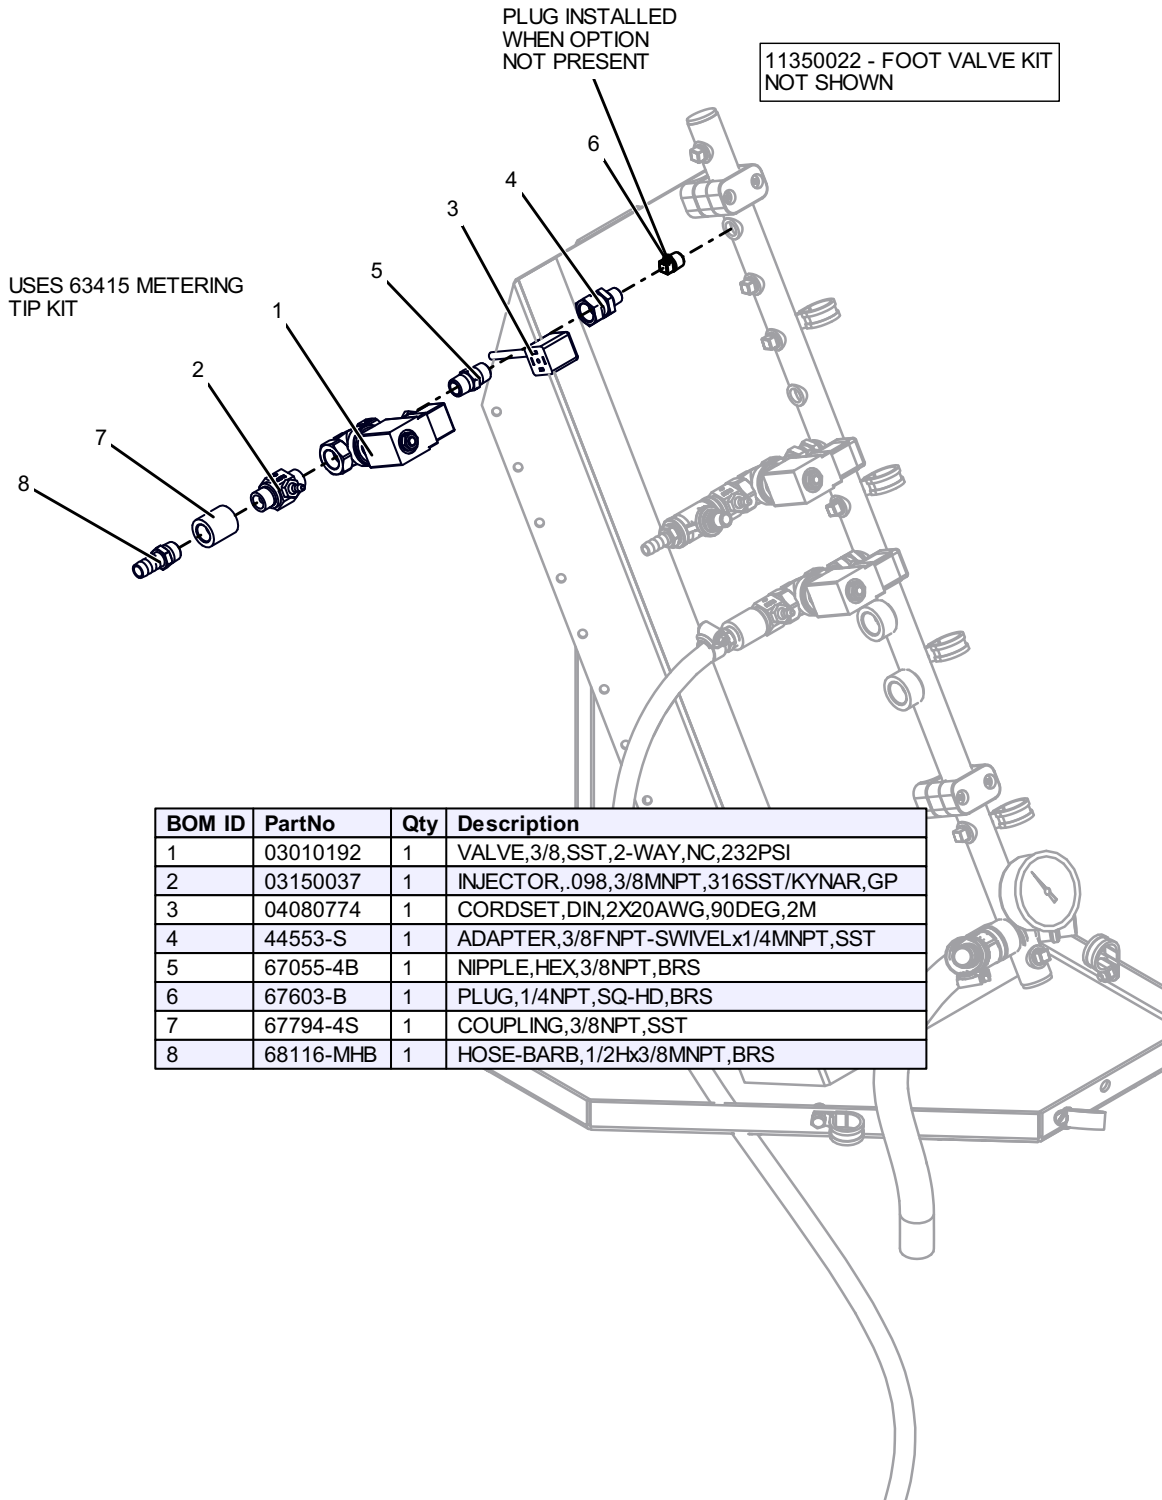 PLUG INSTALLED
WHEN OPTION
NOT PRESENT
11350022 - FOOT VALVE KIT
NOT SHOWN
6
4
3
5
USES 63415 METERING
TIP KIT
1
2
7
8
BOM ID PartNo Qty Description
1 03010192 1 VALVE,3/8,SST,2-WAY,NC,232PSI
2 03150037 1 INJECTOR,.098,3/8MNPT,316SST/KYNAR,GP
3 04080774 1 CORDSET,DIN,2X20AWG,90DEG,2M
4 44553-S 1 ADAPTER,3/8FNPT-SWIVELx1/4MNPT,SST
5 67055-4B 1 NIPPLE,HEX,3/8NPT,BRS
6 67603-B 1 PLUG,1/4NPT,SQ-HD,BRS
7 67794-4S 1 COUPLING,3/8NPT,SST
8 68116-MHB 1 HOSE-BARB,1/2Hx3/8MNPT,BRS